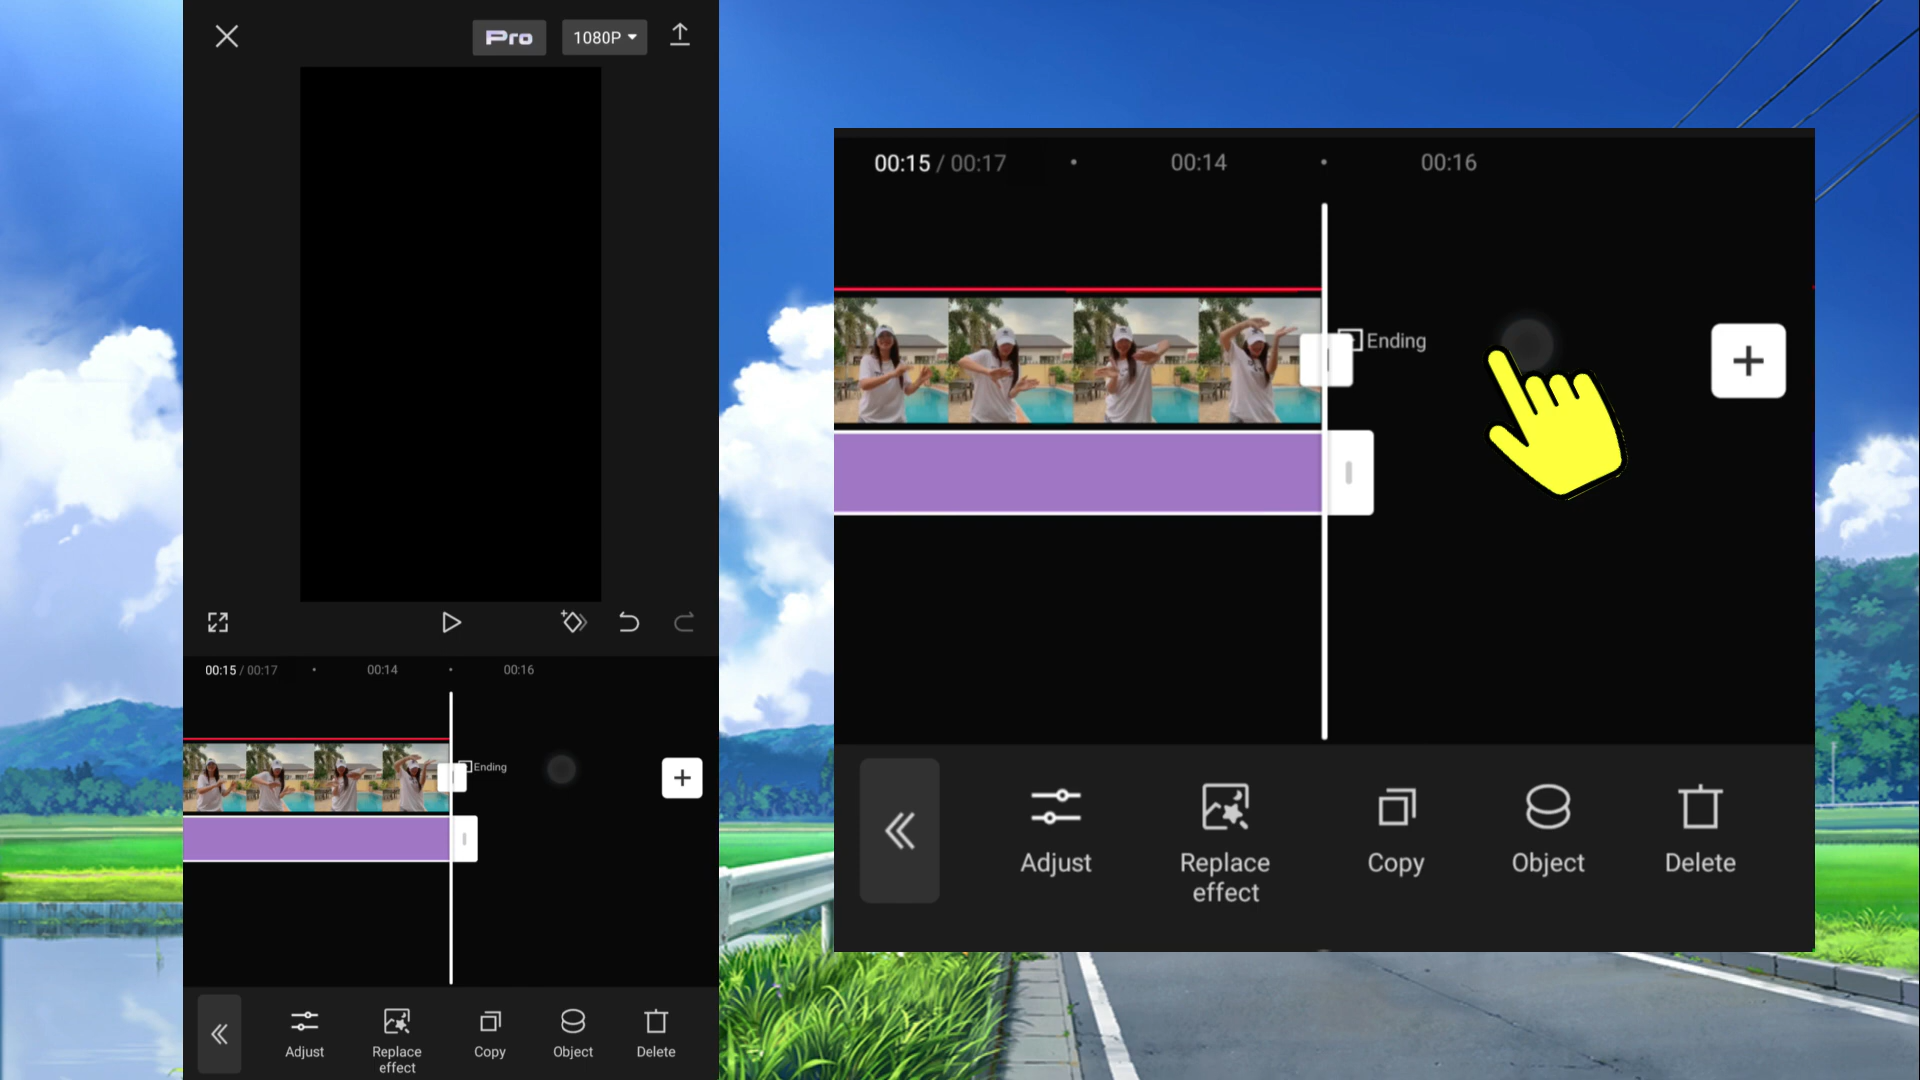 Pro 1080P
00:15 / 00:17 00:14 00:16
Ending
Adjust
Replace
effect
Copy
Object
Delete
00:15 / 00:17 00:14 00:16
Ending
Adjust
Replace
effect
Copy
Object
Delete